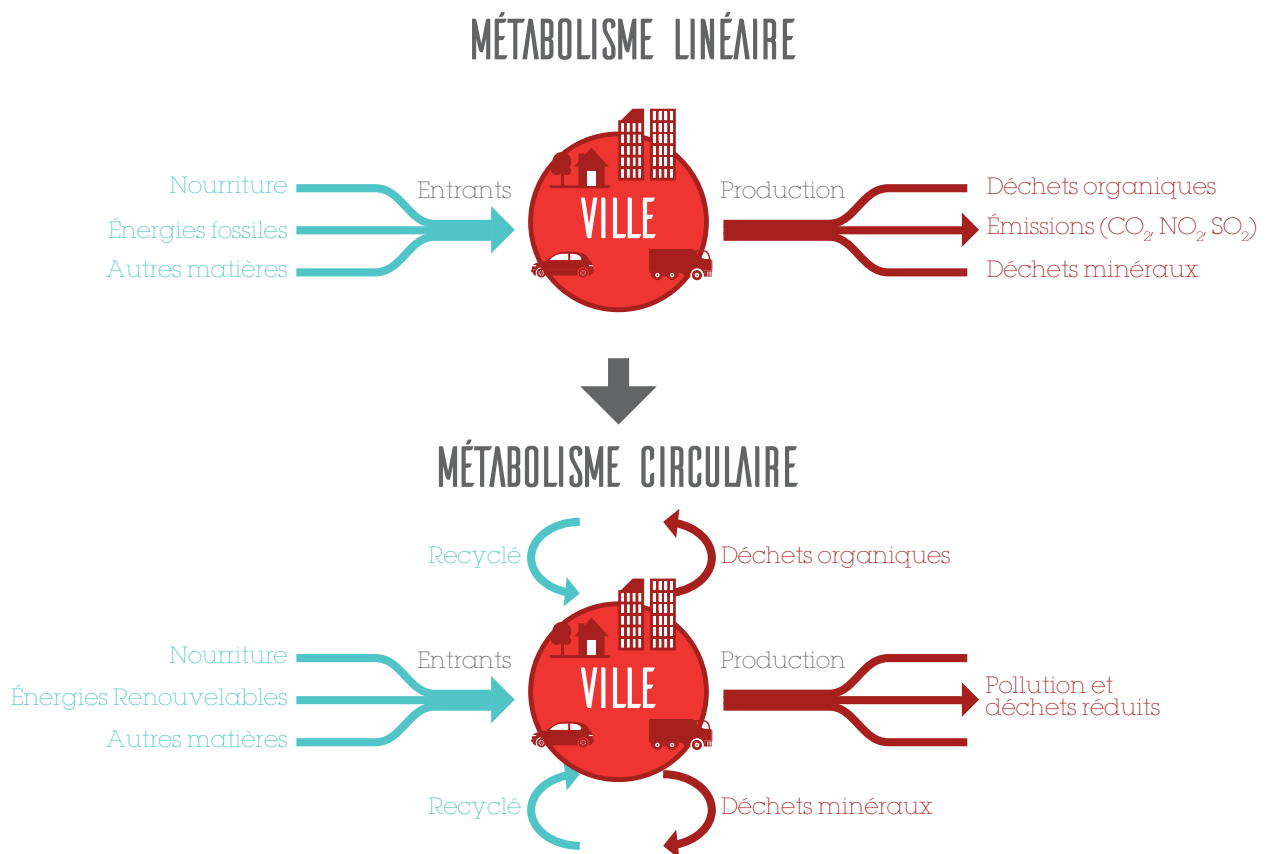 MÉTABOLISME LINÉAIRE
Nourriture
Énergies fossiles
Autres matières
Entrants
VILLE
Production
Déchets organiques
Émissions (CO₂, NO₂, SO₂)
Déchets minéraux
MÉTABOLISME CIRCULAIRE
Recyclé
Déchets organiques
Nourriture
Énergies Renouvelables
Autres matières
Entrants
VILLE
Production
Pollution et
déchets réduits
Recyclé
Déchets minéraux